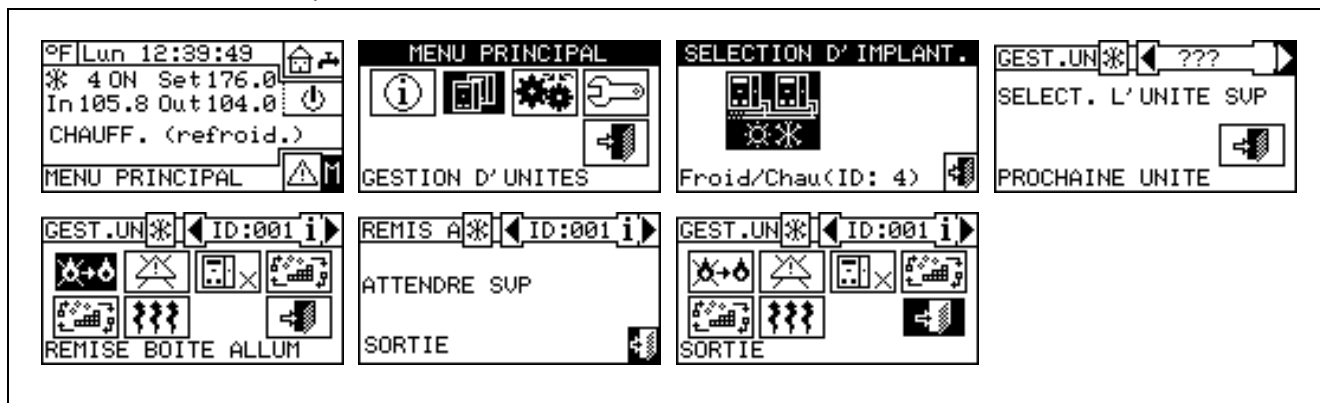 °F Lun 12:39:49
4 ON Set 176.0
In 105.8 Out 104.0
CHAUFF. (refroid.)
MENU PRINCIPAL M
MENU PRINCIPAL
i
GESTION D'UNITES
SELECTION D'IMPLANT.
Froid/Chau(ID: 4)
GEST.UN ???
SELECT. L'UNITE SVP
PROCHAINE UNITE
GEST.UN ID:001 i
REMISE BOITE ALLUM
REMIS A ID:001 i
ATTENDRE SVP
SORTIE
GEST.UN ID:001 i
SORTIE